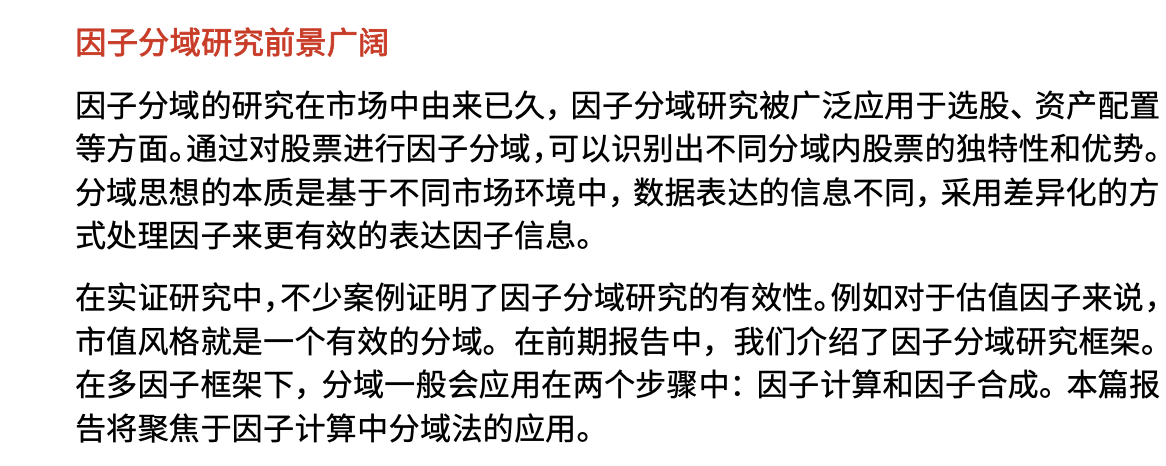 因子分域研究前景广阔
因子分域的研究在市场中由来已久，因子分域研究被广泛应用于选股、资产配置
等方面。通过对股票进行因子分域，可以识别出不同分域内股票的独特性和优势。
分域思想的本质是基于不同市场环境中，数据表达的信息不同，采用差异化的方
式处理因子来更有效的表达因子信息。
在实证研究中，不少案例证明了因子分域研究的有效性。例如对于估值因子来说，
市值风格就是一个有效的分域。在前期报告中，我们介绍了因子分域研究框架。
在多因子框架下，分域一般会应用在两个步骤中：因子计算和因子合成。本篇报
告将聚焦于因子计算中分域法的应用。